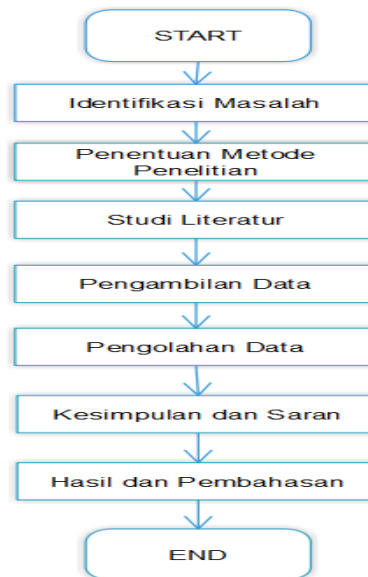 START
Identifikasi Masalah
Penentuan Metode
Penelitian
Studi Literatur
Pengambilan Data
Pengolahan Data
Kesimpulan dan Saran
Hasil dan Pembahasan
END